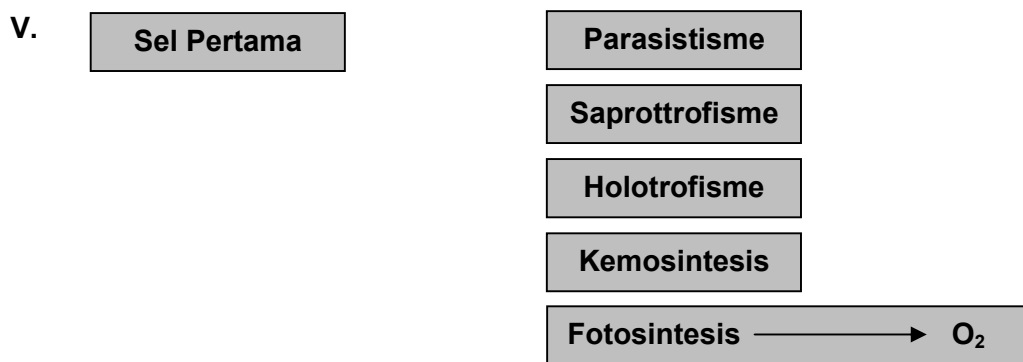 V.
Sel Pertama
Parasistisme
Saprottrofisme
Holotrofisme
Kemosintesis
Fotosintesis ⟶ O₂